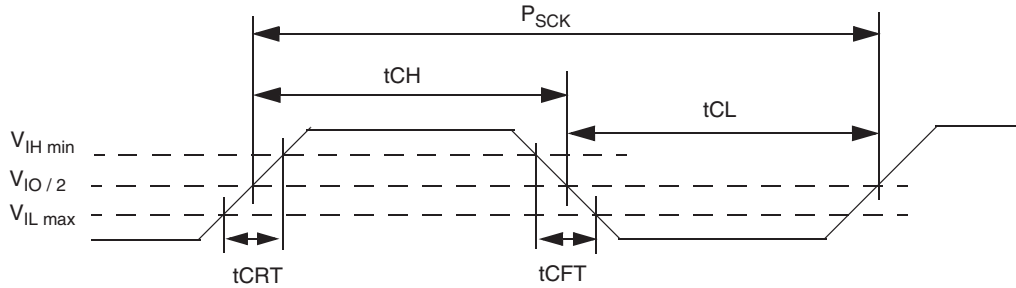 PSCK
tCH
tCL
VIH min
VIO / 2
VIL max
tCRT
tCFT